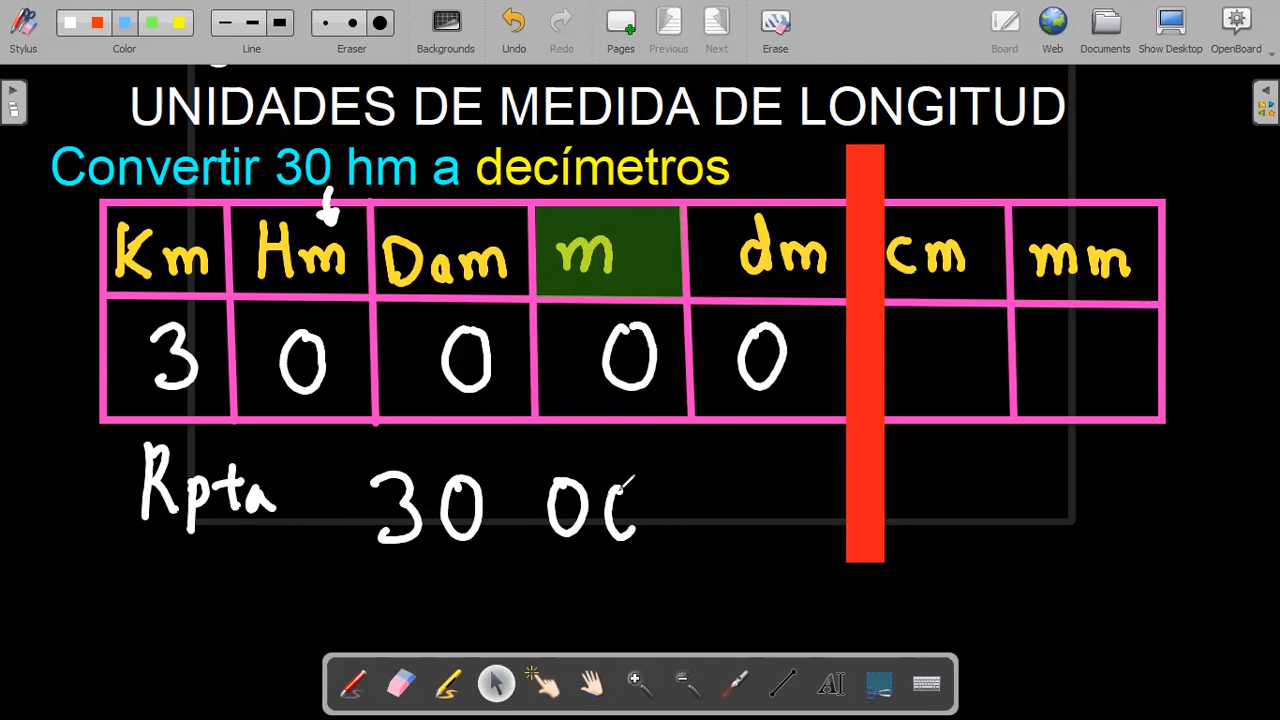 Stylus Color Line Eraser Backgrounds Undo Redo Pages Previous Next Erase Board Web Documents Show Desktop OpenBoard
UNIDADES DE MEDIDA DE LONGITUD
Convertir 30 hm a decímetros
Km Hm Dam m dm cm mm
3 0 0 0 0
Rpta 30 00
AI